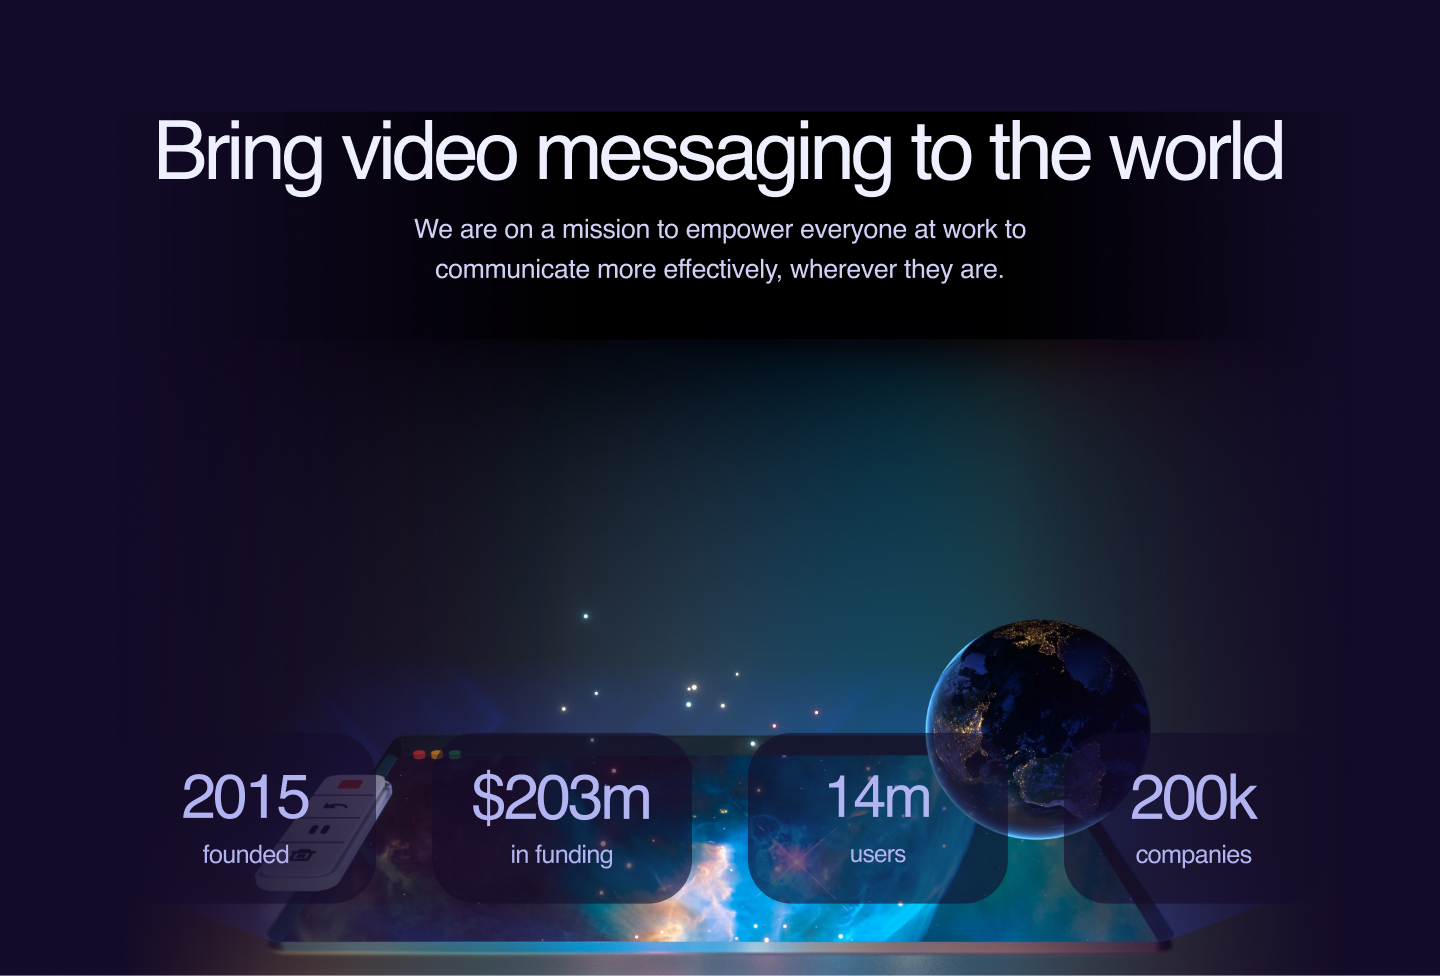 Bring video messaging to the world
We are on a mission to empower everyone at work to
communicate more effectively, wherever they are.
2015
founded
$203m
in funding
14m
users
200k
companies